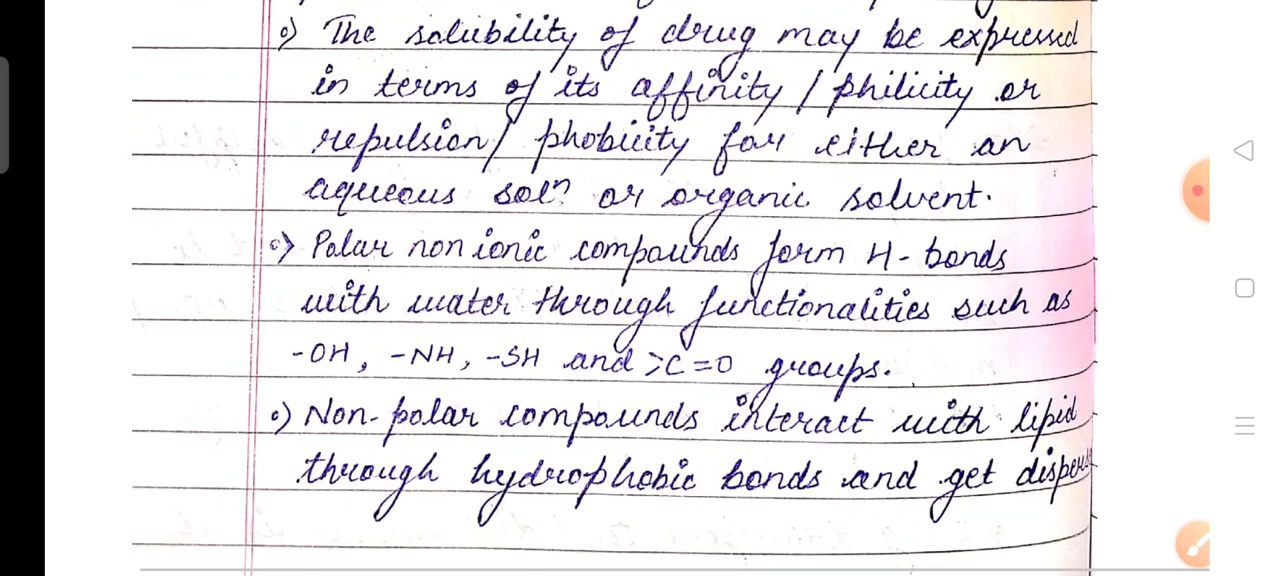 °) The solubility of drug may be expressed
in terms of its affinity / philicity or
repulsion/ phobicity for either an
aqueous solⁿ. or organic solvent.
°) Polar non ionic compounds form H-bonds
with water through functionalities such as
-OH, -NH, -SH and >C=O groups.
°) Non-polar compounds interact with lipid
through hydrophobic bonds and get